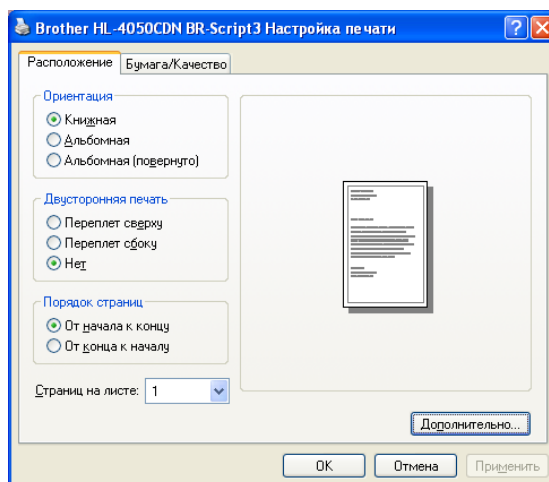 Brother HL-4050CDN BR-Script3 Настройка печати
Расположение Бумага/Качество
Ориентация
Книжная
Альбомная
Альбомная (повернуто)
Двусторонняя печать
Переплет сверху
Переплет сбоку
Нет
Порядок страниц
От начала к концу
От конца к началу
Страниц на листе: 1
Дополнительно...
OK Отмена Применить